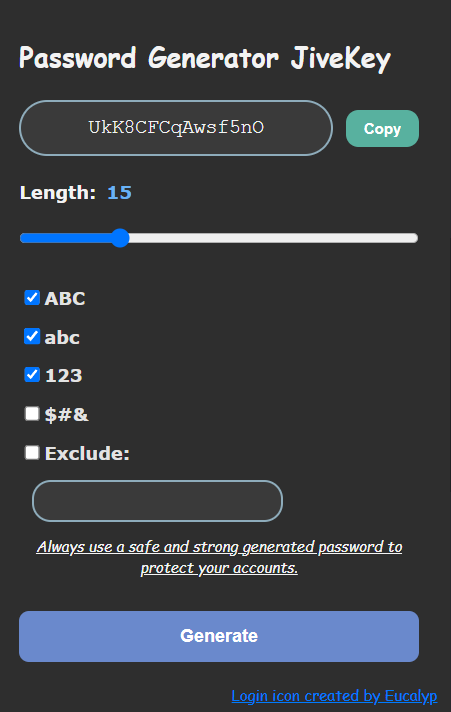 Password Generator JiveKey
UkK8CFCqAwsf5nO
Copy
Length: 15
ABC
abc
123
$#&
Exclude:
Always use a safe and strong generated password to
protect your accounts.
Generate
Login icon created by Eucalyp